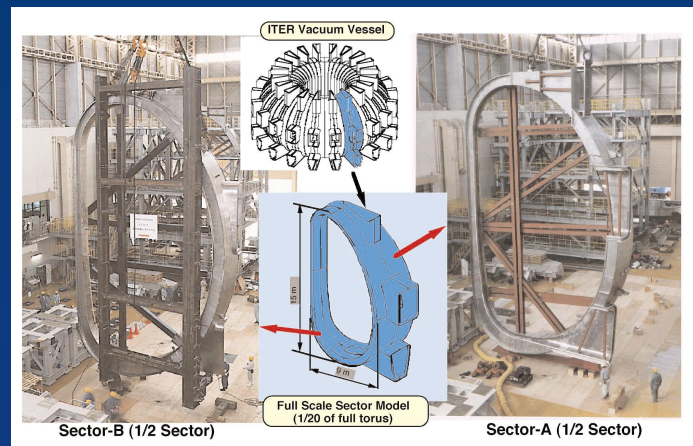 ITER Vacuum Vessel
15 m
9 m
Full Scale Sector Model
(1/20 of full torus)
Sector-B (1/2 Sector)
Sector-A (1/2 Sector)